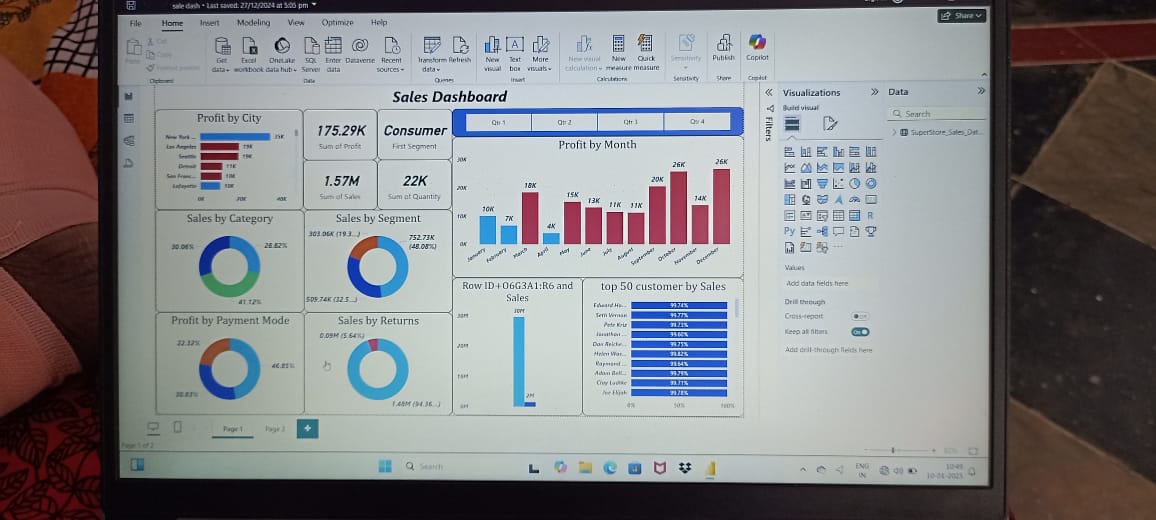 sale dash • Last saved: 27/12/2024 at 5:05 pm
File Home Insert Modeling View Optimize Help
Share
Cut
Copy
Get data
Excel workbook
OneLake data hub
SQL Server
Enter data
Dataverse
Recent sources
Transform data
Refresh
New visual
Text box
More visuals
New visual calculation
New measure
Quick measure
Sensitivity
Publish
Copilot
Clipboard
Data
Queries
Insert
Calculations
Sensitivity
Share
Copilot
Sales Dashboard
Profit by City
New York ...
35K
Los Angeles
19K
Seattle
19K
Detroit
11K
San Franc...
10K
Lafayette
10K
0K 20K 40K
175.29K
Sum of Profit
Consumer
First Segment
1.57M
Sum of Sales
22K
Sum of Quantity
Qtr 1 Qtr 2 Qtr 3 Qtr 4
Profit by Month
30K
20K
10K
0K
10K 7K 18K 4K 15K 13K 11K 11K 20K 26K 14K 26K
January February March April May June July August September October November December
Sales by Category
30.06%
28.82%
41.12%
Sales by Segment
303.06K (19.3...)
752.73K (48.08%)
509.74K (32.5...)
Profit by Payment Mode
22.32%
46.85%
30.83%
Sales by Returns
0.09M (5.64%)
1.48M (94.36...)
Row ID+O6G3A1:R6 and
Sales
30M
20M
10M
0M
30M
2M
top 50 customer by Sales
Edward Ho... 99.74%
Seth Vernon 99.77%
Pete Kriz 99.73%
Jonathan ... 99.60%
Dan Reiche... 99.75%
Helen Was... 99.82%
Raymond ... 99.64%
Adam Bell... 99.79%
Clay Ludtke 99.71%
Joe Elijah 99.78%
0% 50% 100%
Filters
Visualizations
Build visual
Values
Add data fields here
Drill through
Cross-report
Off
Keep all filters
On
Add drill-through fields here
Data
Search
SuperStore_Sales_Dat...
Page 1 Page 2
Page 1 of 2
Search
ENG
IN
10:49
10-01-2025